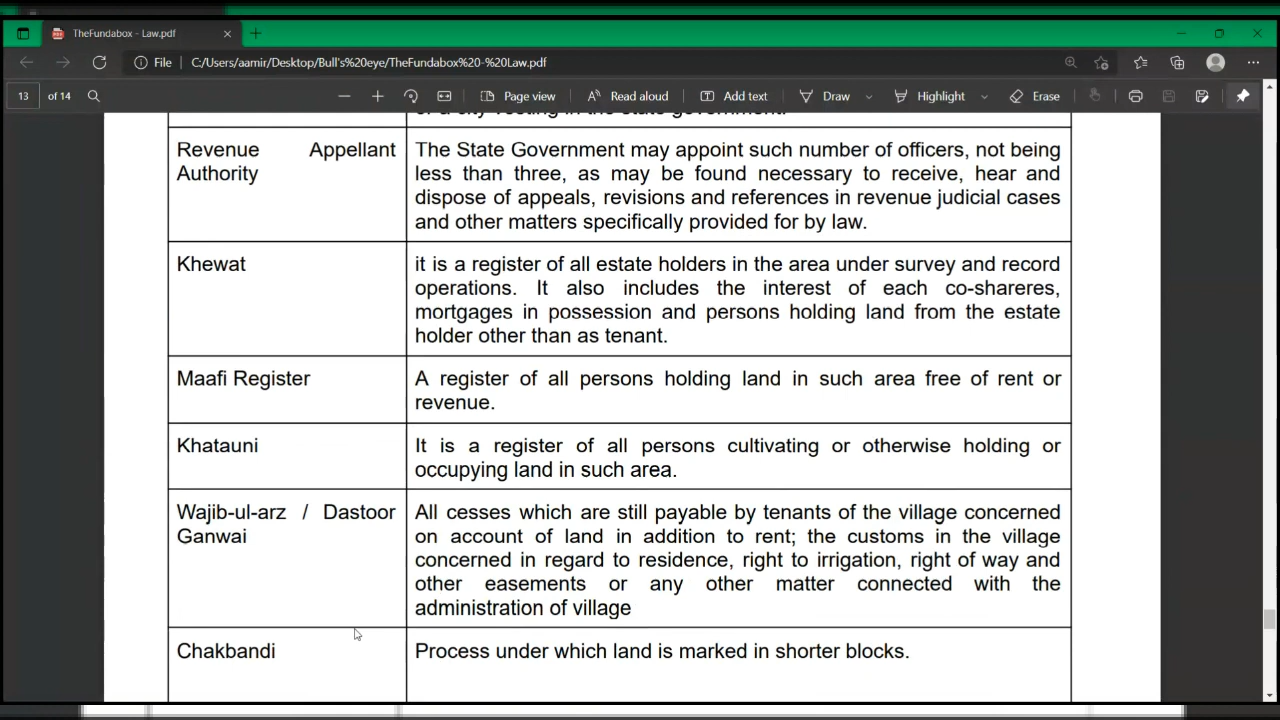 TheFundabox - Law.pdf
File C:/Users/aamir/Desktop/Bull's%20eye/TheFundabox%20-%20Law.pdf
13 of 14 Page view Read aloud Add text Draw Highlight Erase
of a city vesting in the state government.
Revenue Appellant
Authority
The State Government may appoint such number of officers, not being
less than three, as may be found necessary to receive, hear and
dispose of appeals, revisions and references in revenue judicial cases
and other matters specifically provided for by law.
Khewat
it is a register of all estate holders in the area under survey and record
operations. It also includes the interest of each co-shareres,
mortgages in possession and persons holding land from the estate
holder other than as tenant.
Maafi Register
A register of all persons holding land in such area free of rent or
revenue.
Khatauni
It is a register of all persons cultivating or otherwise holding or
occupying land in such area.
Wajib-ul-arz / Dastoor
Ganwai
All cesses which are still payable by tenants of the village concerned
on account of land in addition to rent; the customs in the village
concerned in regard to residence, right to irrigation, right of way and
other easements or any other matter connected with the
administration of village
Chakbandi
Process under which land is marked in shorter blocks.